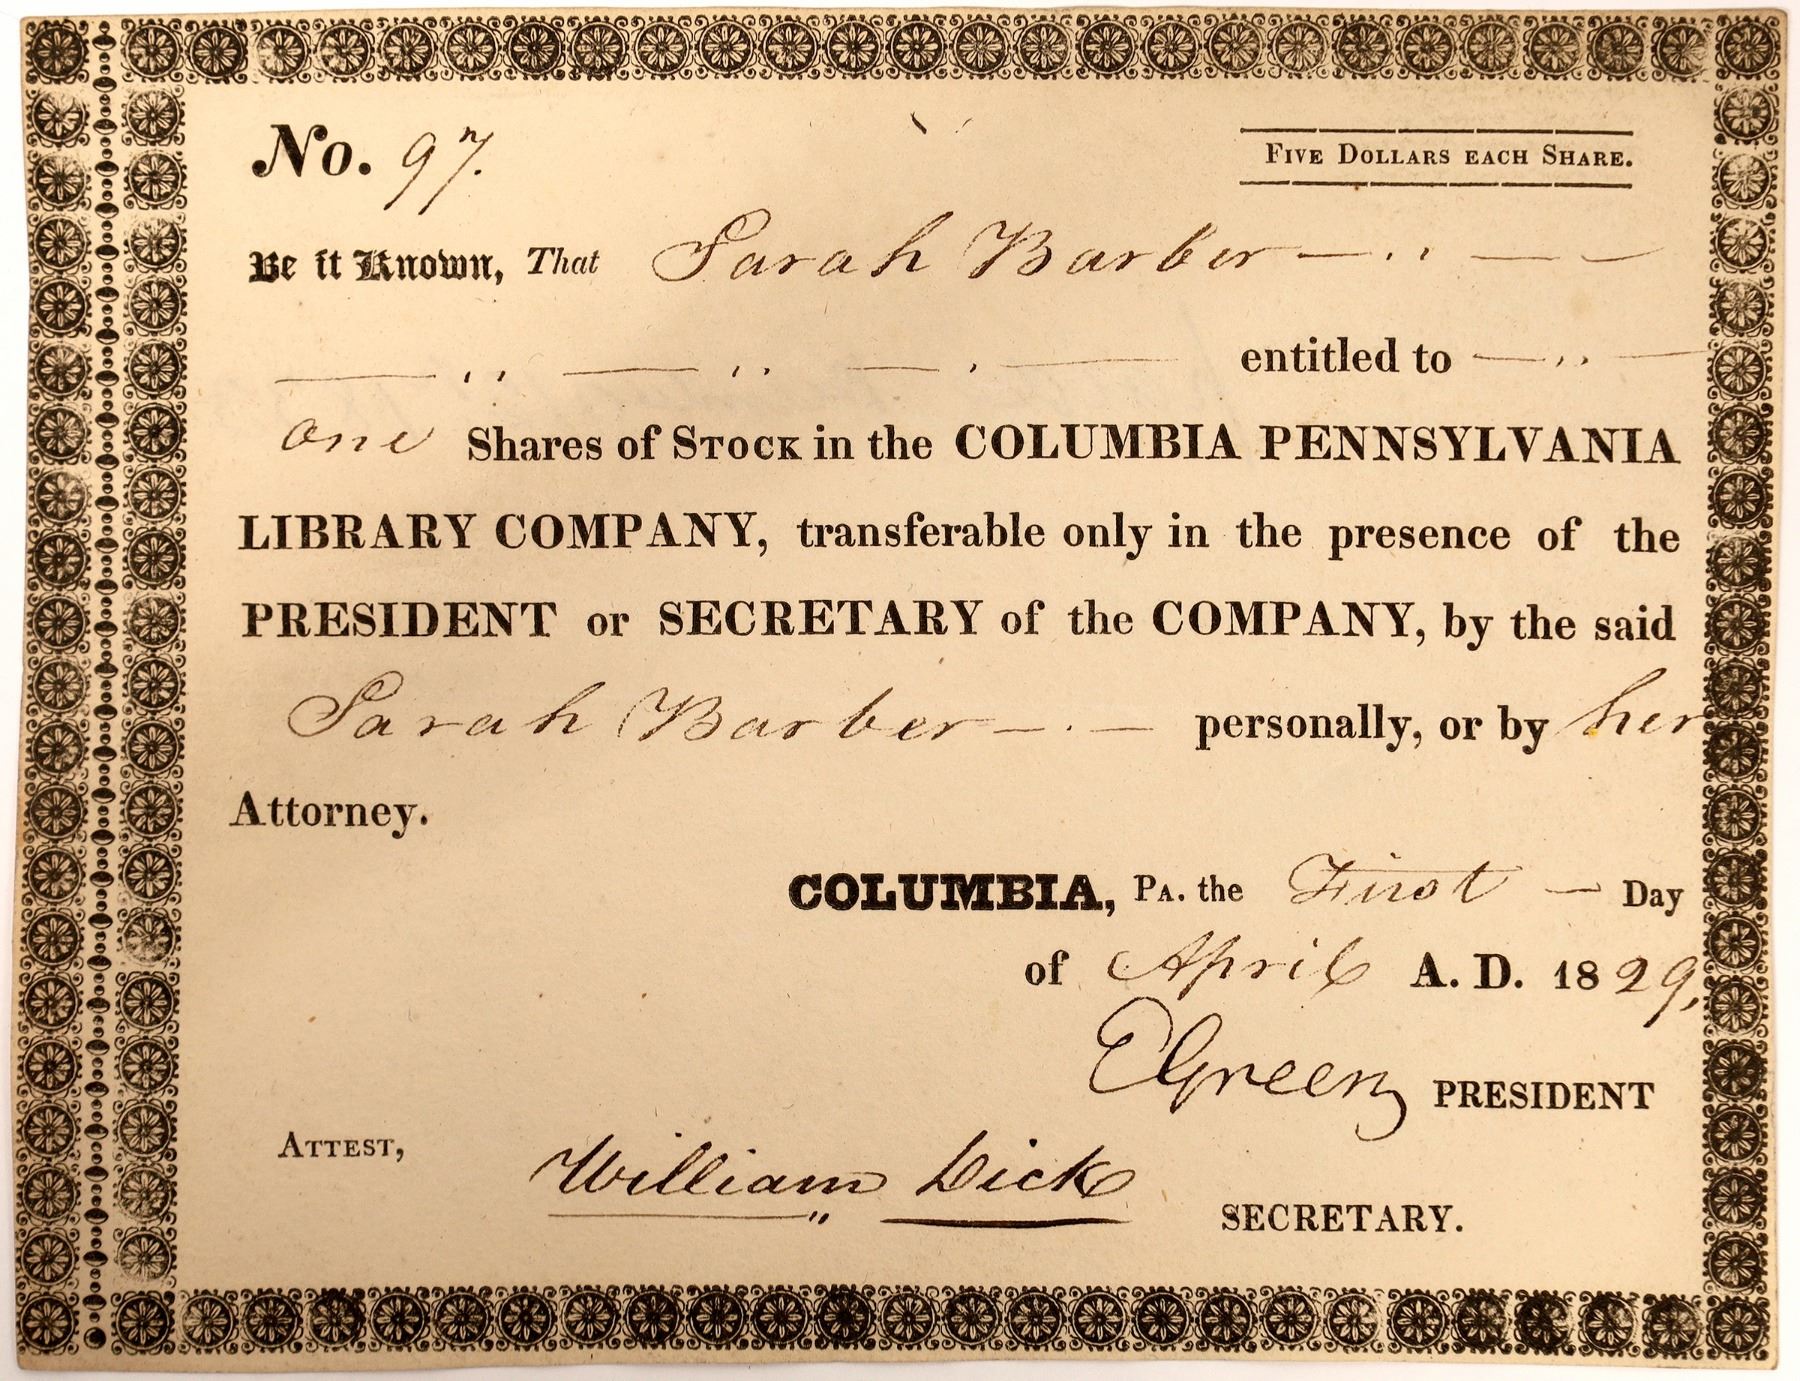 No. 97.
FIVE DOLLARS EACH SHARE.
Be it Known, That Sarah Barber
entitled to
one Shares of STOCK in the COLUMBIA PENNSYLVANIA
LIBRARY COMPANY, transferable only in the presence of the
PRESIDENT or SECRETARY of the COMPANY, by the said
Sarah Barber personally, or by her
Attorney.
COLUMBIA, PA. the First Day
of April A. D. 1829,
E Green PRESIDENT
ATTEST,
William Dick
SECRETARY.